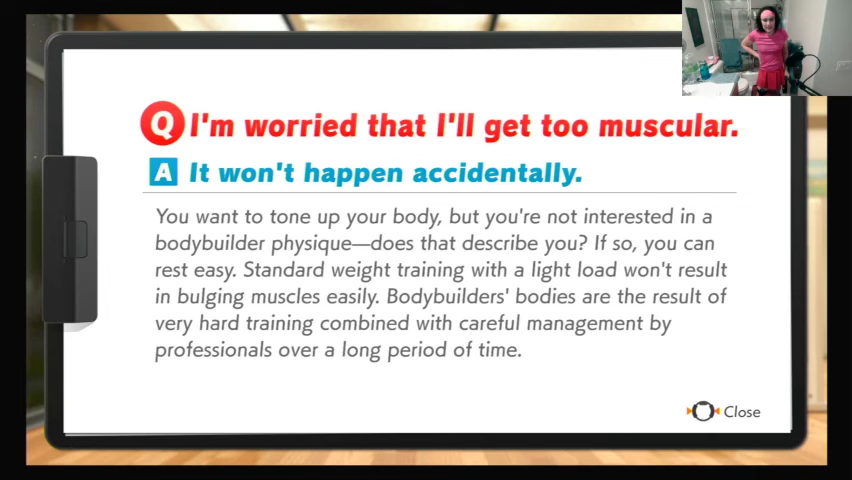 Q I'm worried that I'll get too muscular.
A It won't happen accidentally.
You want to tone up your body, but you're not interested in a
bodybuilder physique—does that describe you? If so, you can
rest easy. Standard weight training with a light load won't result
in bulging muscles easily. Bodybuilders' bodies are the result of
very hard training combined with careful management by
professionals over a long period of time.
Close